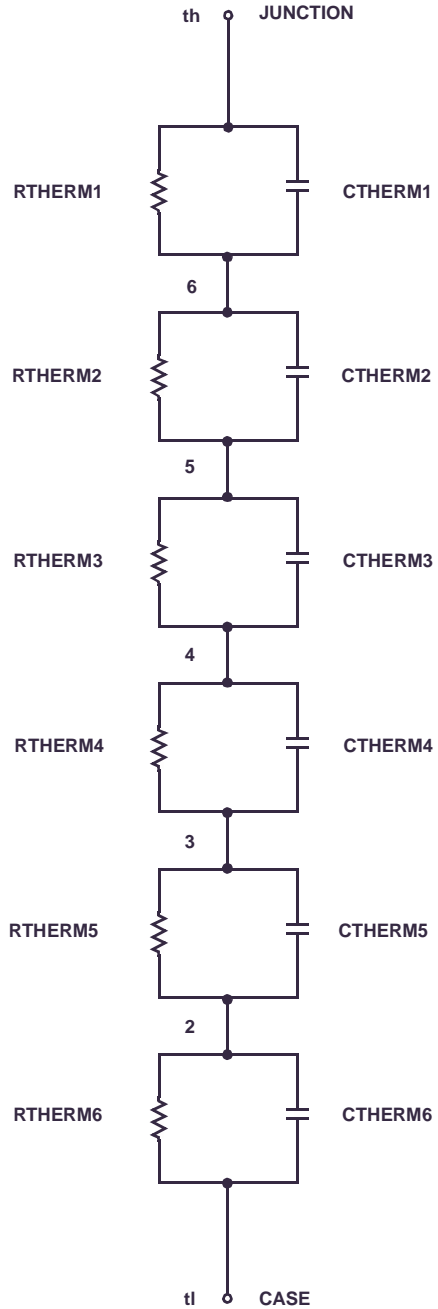 th JUNCTION
RTHERM1 CTHERM1
6
RTHERM2 CTHERM2
5
RTHERM3 CTHERM3
4
RTHERM4 CTHERM4
3
RTHERM5 CTHERM5
2
RTHERM6 CTHERM6
tl CASE